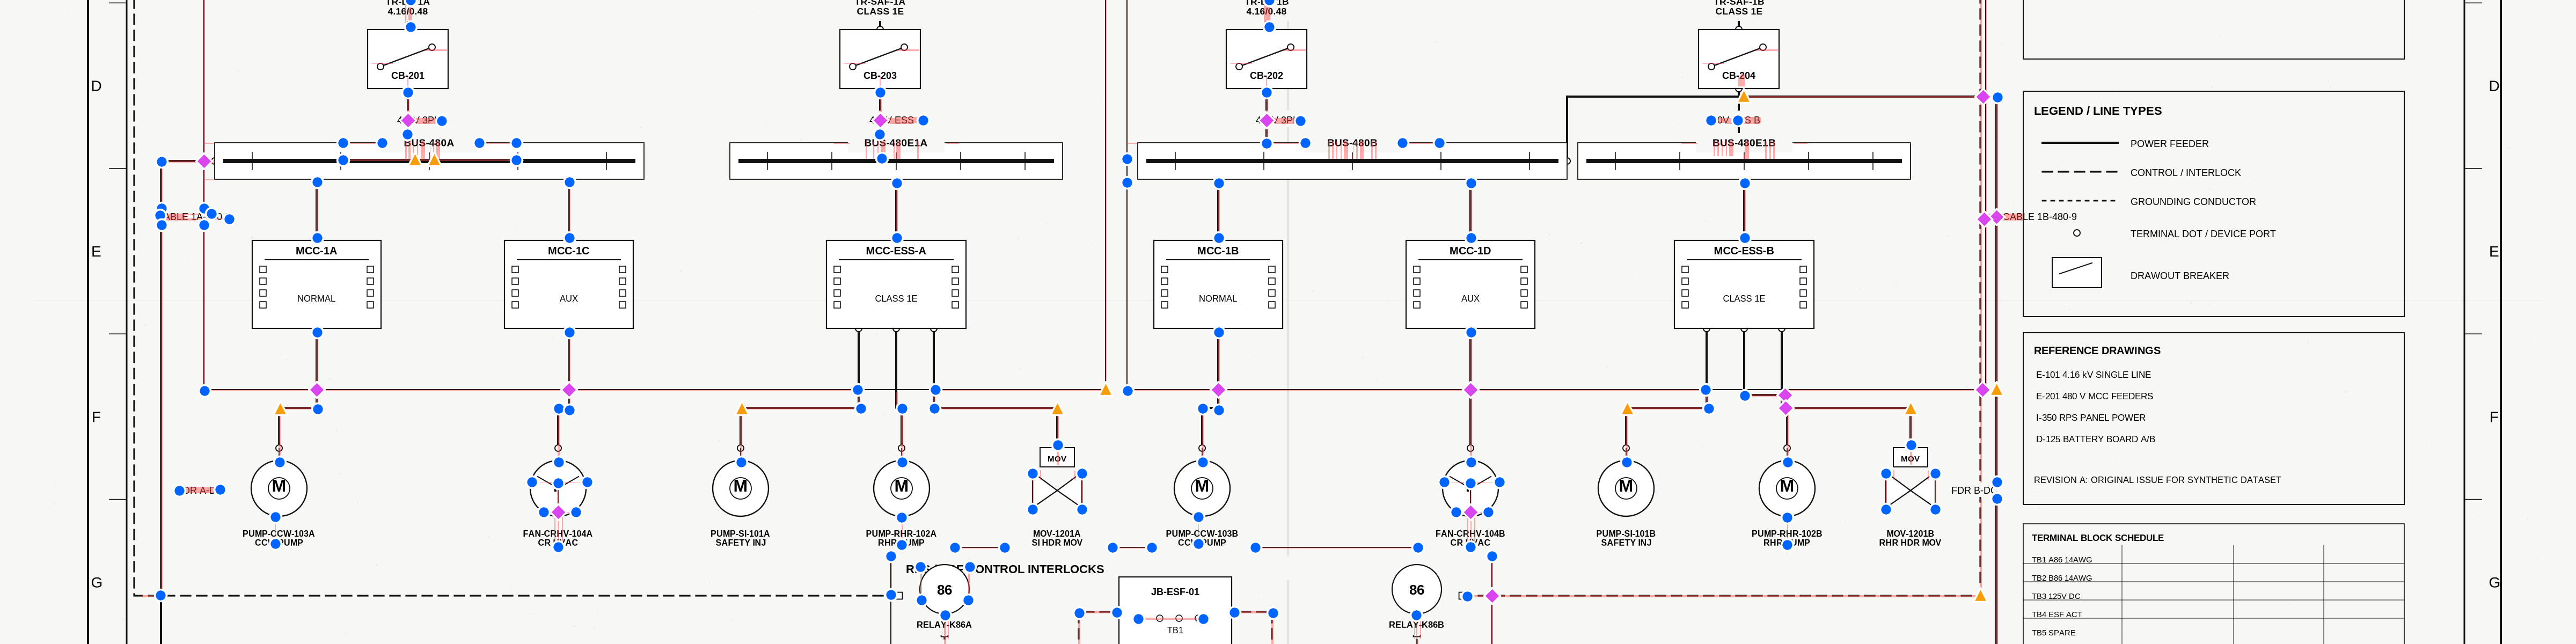 4.16/0.48
TR-SAF-1A
CLASS 1E
4.16/0.48
TR-SAF-1B
CLASS 1E
CB-201
CB-203
CB-202
CB-204
D
D
BUS-480A
BUS-480E1A
BUS-480B
BUS-480E1B
LEGEND / LINE TYPES
POWER FEEDER
CONTROL / INTERLOCK
GROUNDING CONDUCTOR
TERMINAL DOT / DEVICE PORT
DRAWOUT BREAKER
CABLE 1B-480-9
E
E
MCC-1A
NORMAL
MCC-1C
AUX
MCC-ESS-A
CLASS 1E
MCC-1B
NORMAL
MCC-1D
AUX
MCC-ESS-B
CLASS 1E
REFERENCE DRAWINGS
E-101 4.16 kV SINGLE LINE
E-201 480 V MCC FEEDERS
I-350 RPS PANEL POWER
D-125 BATTERY BOARD A/B
REVISION A: ORIGINAL ISSUE FOR SYNTHETIC DATASET
F
F
M
M
M
MOV
M
M
M
MOV
FDR B-DC
PUMP-CCW-103A
FAN-CRHV-104A
PUMP-SI-101A
SAFETY INJ
PUMP-RHR-102A
MOV-1201A
SI HDR MOV
PUMP-CCW-103B
FAN-CRHV-104B
PUMP-SI-101B
SAFETY INJ
PUMP-RHR-102B
MOV-1201B
RHR HDR MOV
CONTROL INTERLOCKS
86
RELAY-K86A
JB-ESF-01
TB1
86
RELAY-K86B
TERMINAL BLOCK SCHEDULE
TB1 A86 14AWG
TB2 B86 14AWG
TB3 125V DC
TB4 ESF ACT
TB5 SPARE
G
G